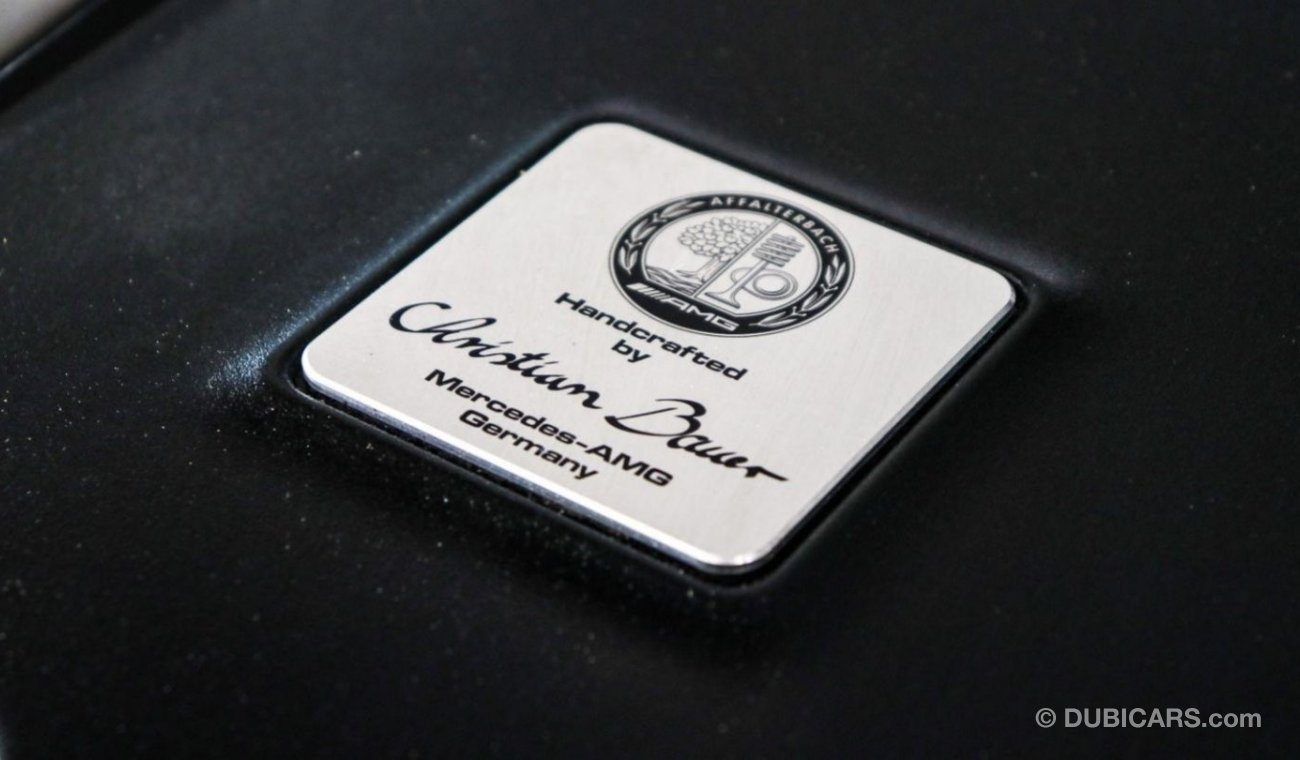 AFFALTERBACH
AMG
Handcrafted
by
Christian Bauer
Mercedes-AMG
Germany
© DUBICARS.com